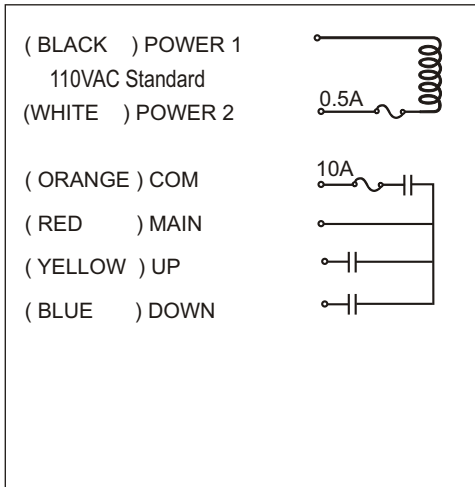 ( BLACK ) POWER 1
110VAC Standard
(WHITE ) POWER 2
0.5A
( ORANGE ) COM
10A
( RED ) MAIN
( YELLOW ) UP
( BLUE ) DOWN